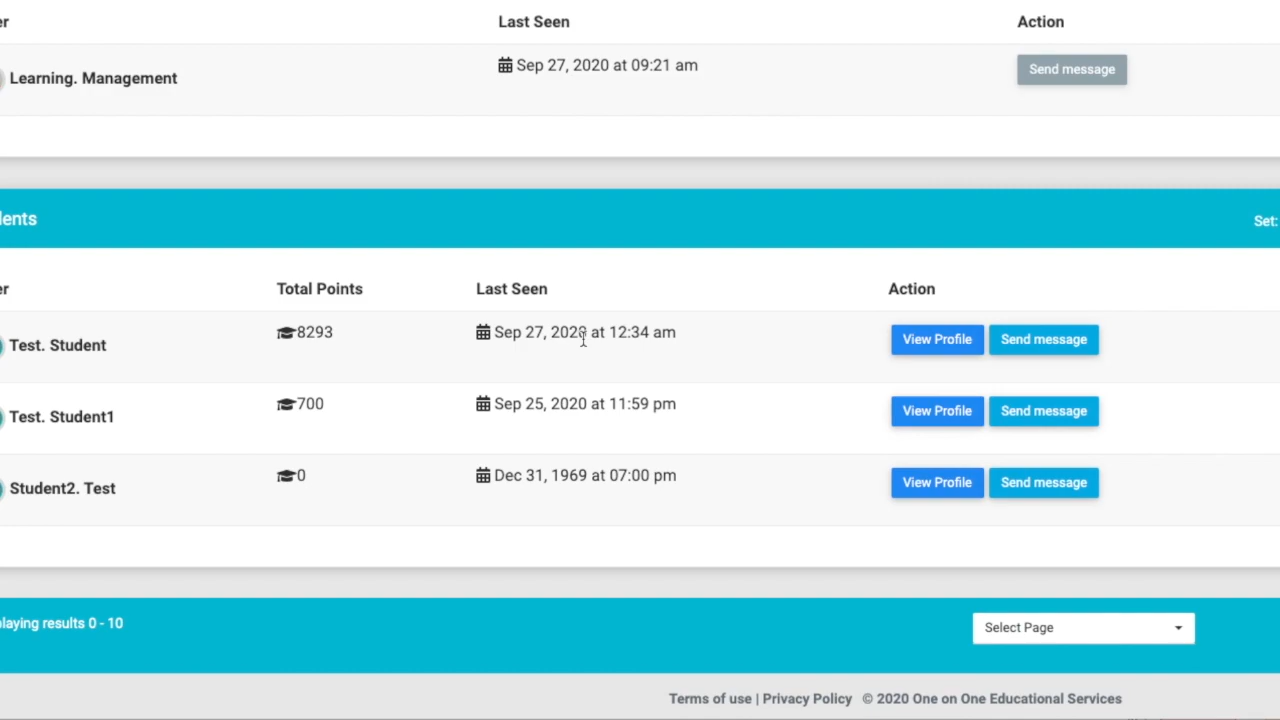 er Last Seen Action
Learning. Management Sep 27, 2020 at 09:21 am Send message
dents Set:
er Total Points Last Seen Action
Test. Student 8293 Sep 27, 2020 at 12:34 am View Profile Send message
Test. Student1 700 Sep 25, 2020 at 11:59 pm View Profile Send message
Student2. Test 0 Dec 31, 1969 at 07:00 pm View Profile Send message
playing results 0 - 10 Select Page
Terms of use | Privacy Policy © 2020 One on One Educational Services